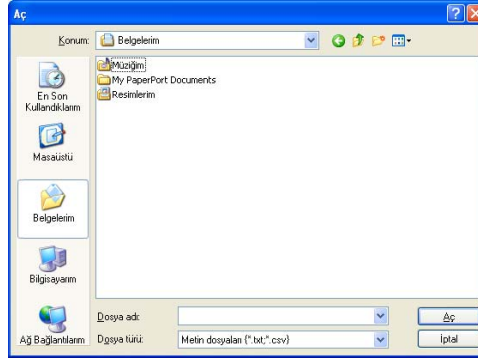 Aç
Konum: Belgelerim
Müziğim
My PaperPort Documents
Resimlerim
En Son
Kullandıklarım
Masaüstü
Belgelerim
Bilgisayarım
Ağ Bağlantılarım
Dosya adı: Aç
Dosya türü: Metin dosyaları {*.txt;*.csv} İptal